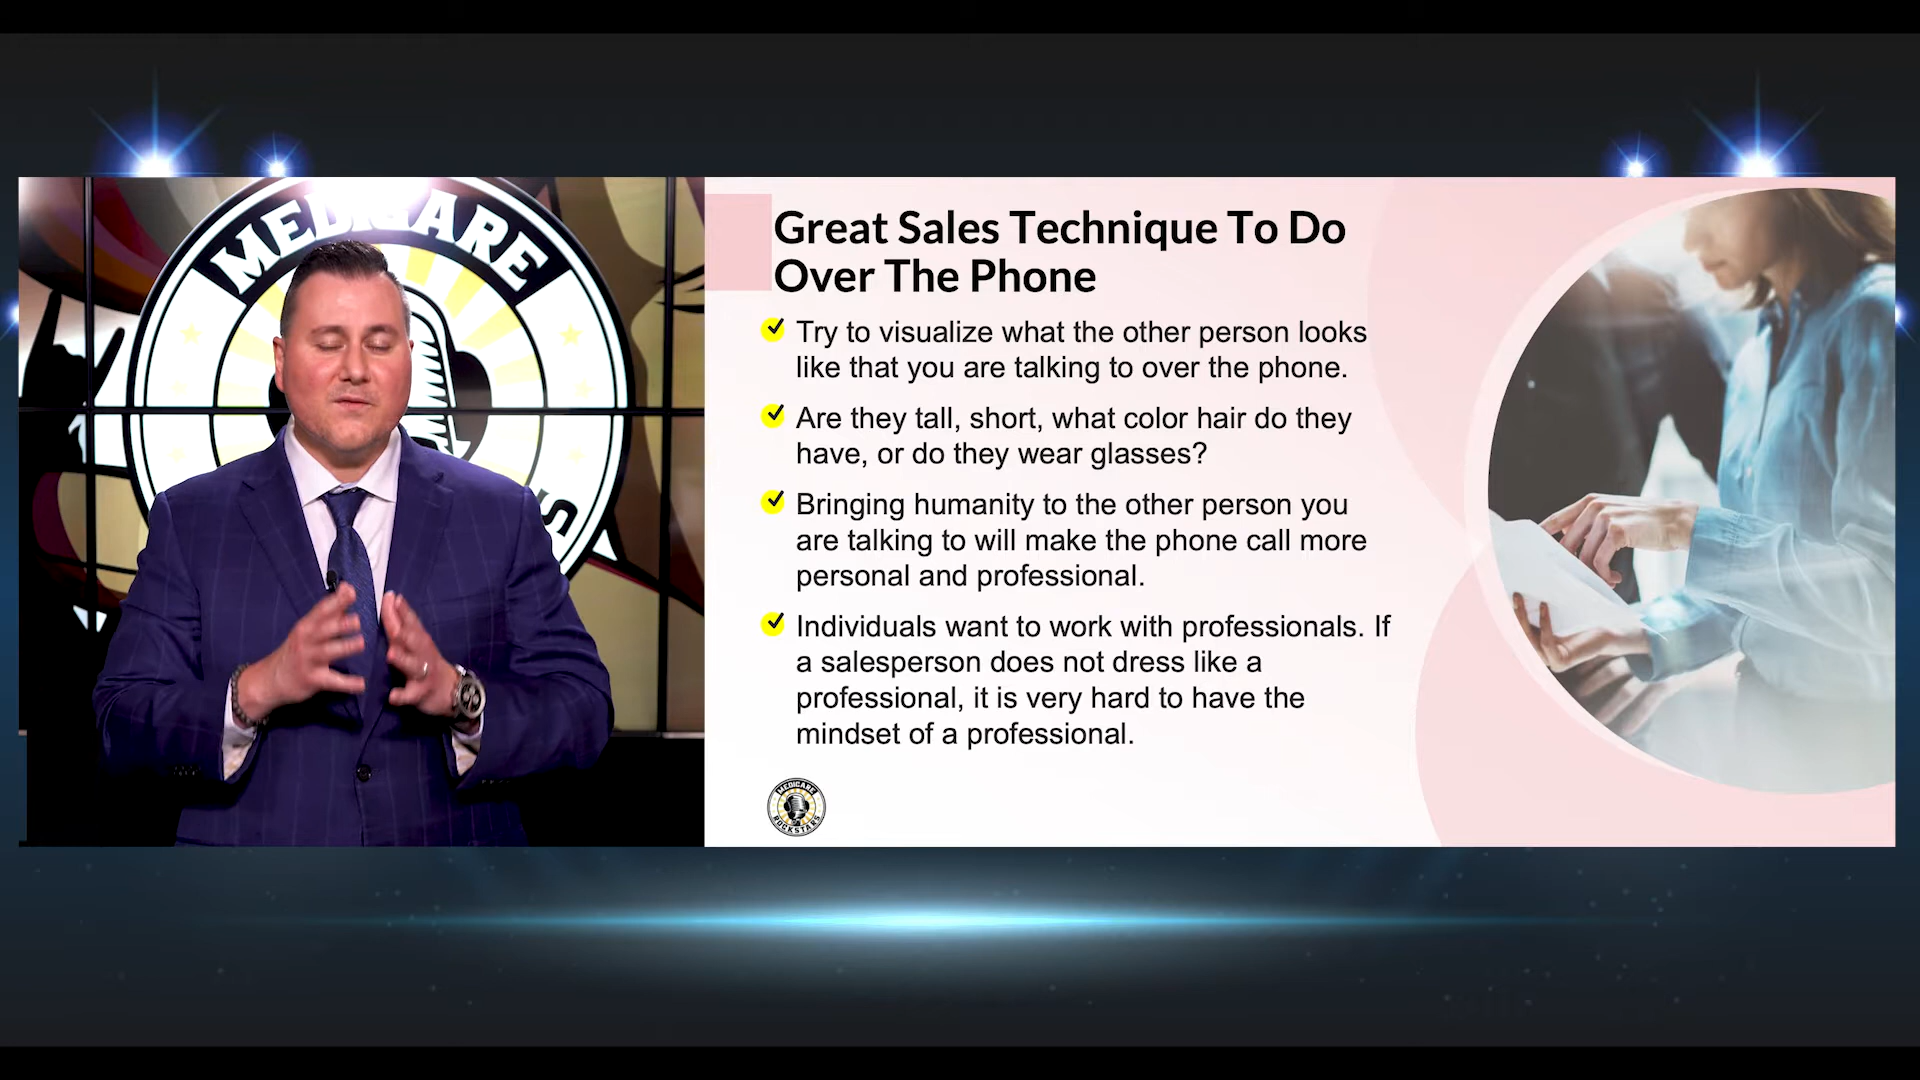 MEDICARE
S
Great Sales Technique To Do
Over The Phone
Try to visualize what the other person looks
like that you are talking to over the phone.
Are they tall, short, what color hair do they
have, or do they wear glasses?
Bringing humanity to the other person you
are talking to will make the phone call more
personal and professional.
Individuals want to work with professionals. If
a salesperson does not dress like a
professional, it is very hard to have the
mindset of a professional.
MEDICARE
ROCKSTARS